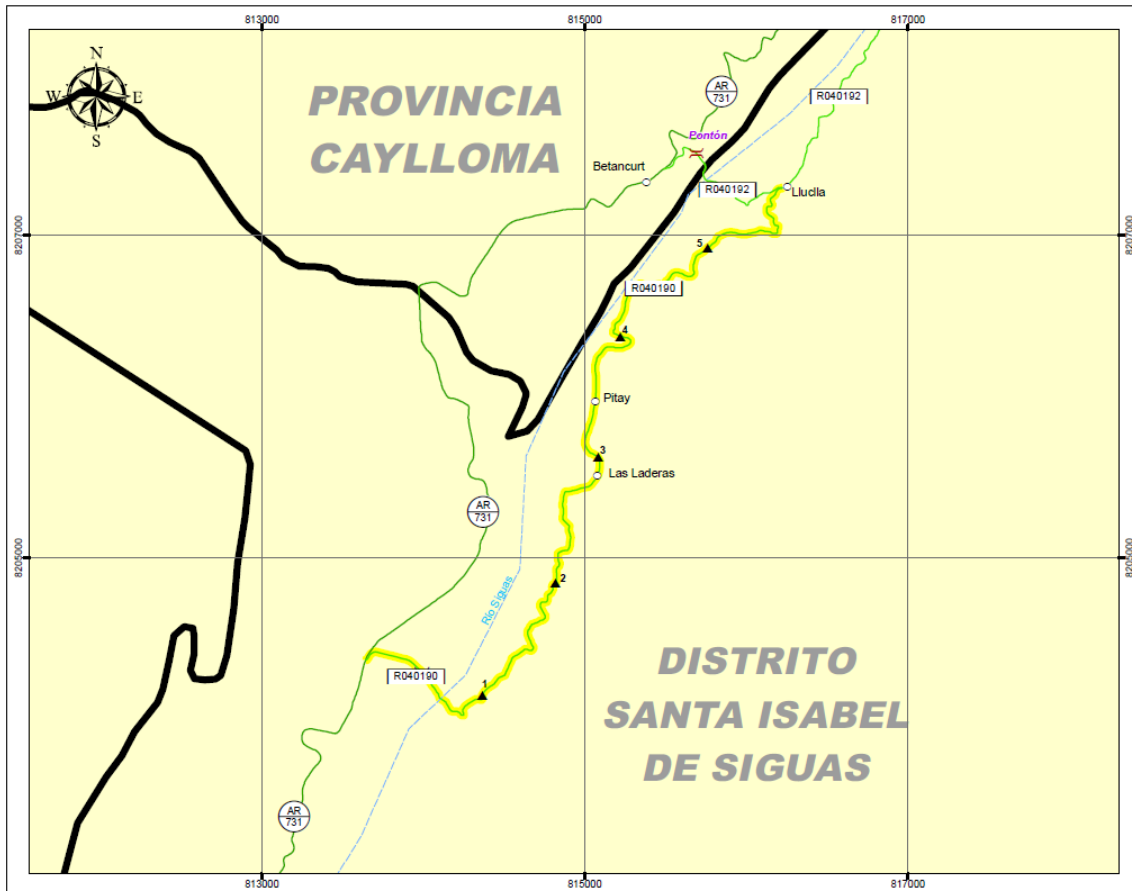 813000
815000
817000
N
W
E
S
PROVINCIA
CAYLLOMA
AR
731
R040192
Pontón
Betancurt
R040192
Lluclla
8207000
8207000
5
R040190
4
Pitay
3
Las Laderas
AR
731
8205000
8205000
2
Rio Siguas
DISTRITO
SANTA ISABEL
DE SIGUAS
R040190
1
AR
731
813000
815000
817000